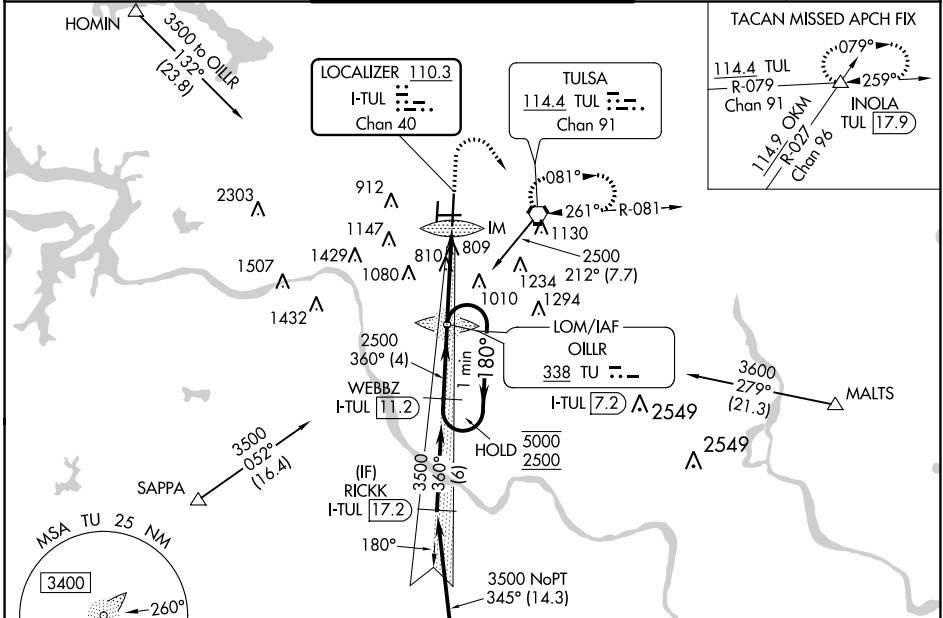 HOMIN
3500 to OILLR
132°
(23.8)
LOCALIZER 110.3
I-TUL
Chan 40
TULSA
114.4 TUL
Chan 91
TACAN MISSED APCH FIX
079°
114.4 TUL
R-079
Chan 91
259°
INOLA
TUL 17.9
114.9 OKM
R-027
Chan 96
2303
912
081°
261°
R-081
IM
1130
1147
1429
810
809
2500
212° (7.7)
1507
1080
1234
1010
1294
1432
LOM/IAF
OILLR
338 TU
I-TUL 7.2
2500
360° (4)
1 min
180°
WEBBZ
I-TUL 11.2
3600
279°
(21.3)
MALTS
2549
HOLD
5000
2500
2549
3500
052°
(16.4)
SAPPA
(IF)
RICKK
I-TUL 17.2
3500
360°
(6)
180°
3500 NoPT
345° (14.3)
MSA TU 25 NM
3400
260°